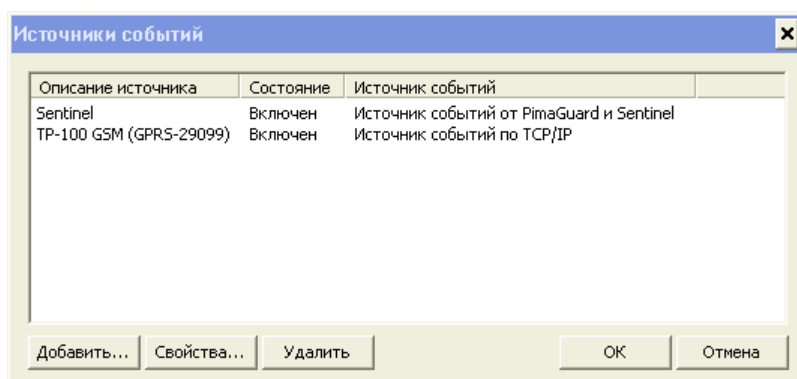 Источники событий
Описание источника Состояние Источник событий
Sentinel Включен Источник событий от PimaGuard и Sentinel
TP-100 GSM (GPRS-29099) Включен Источник событий по TCP/IP
Добавить... Свойства... Удалить ОК Отмена